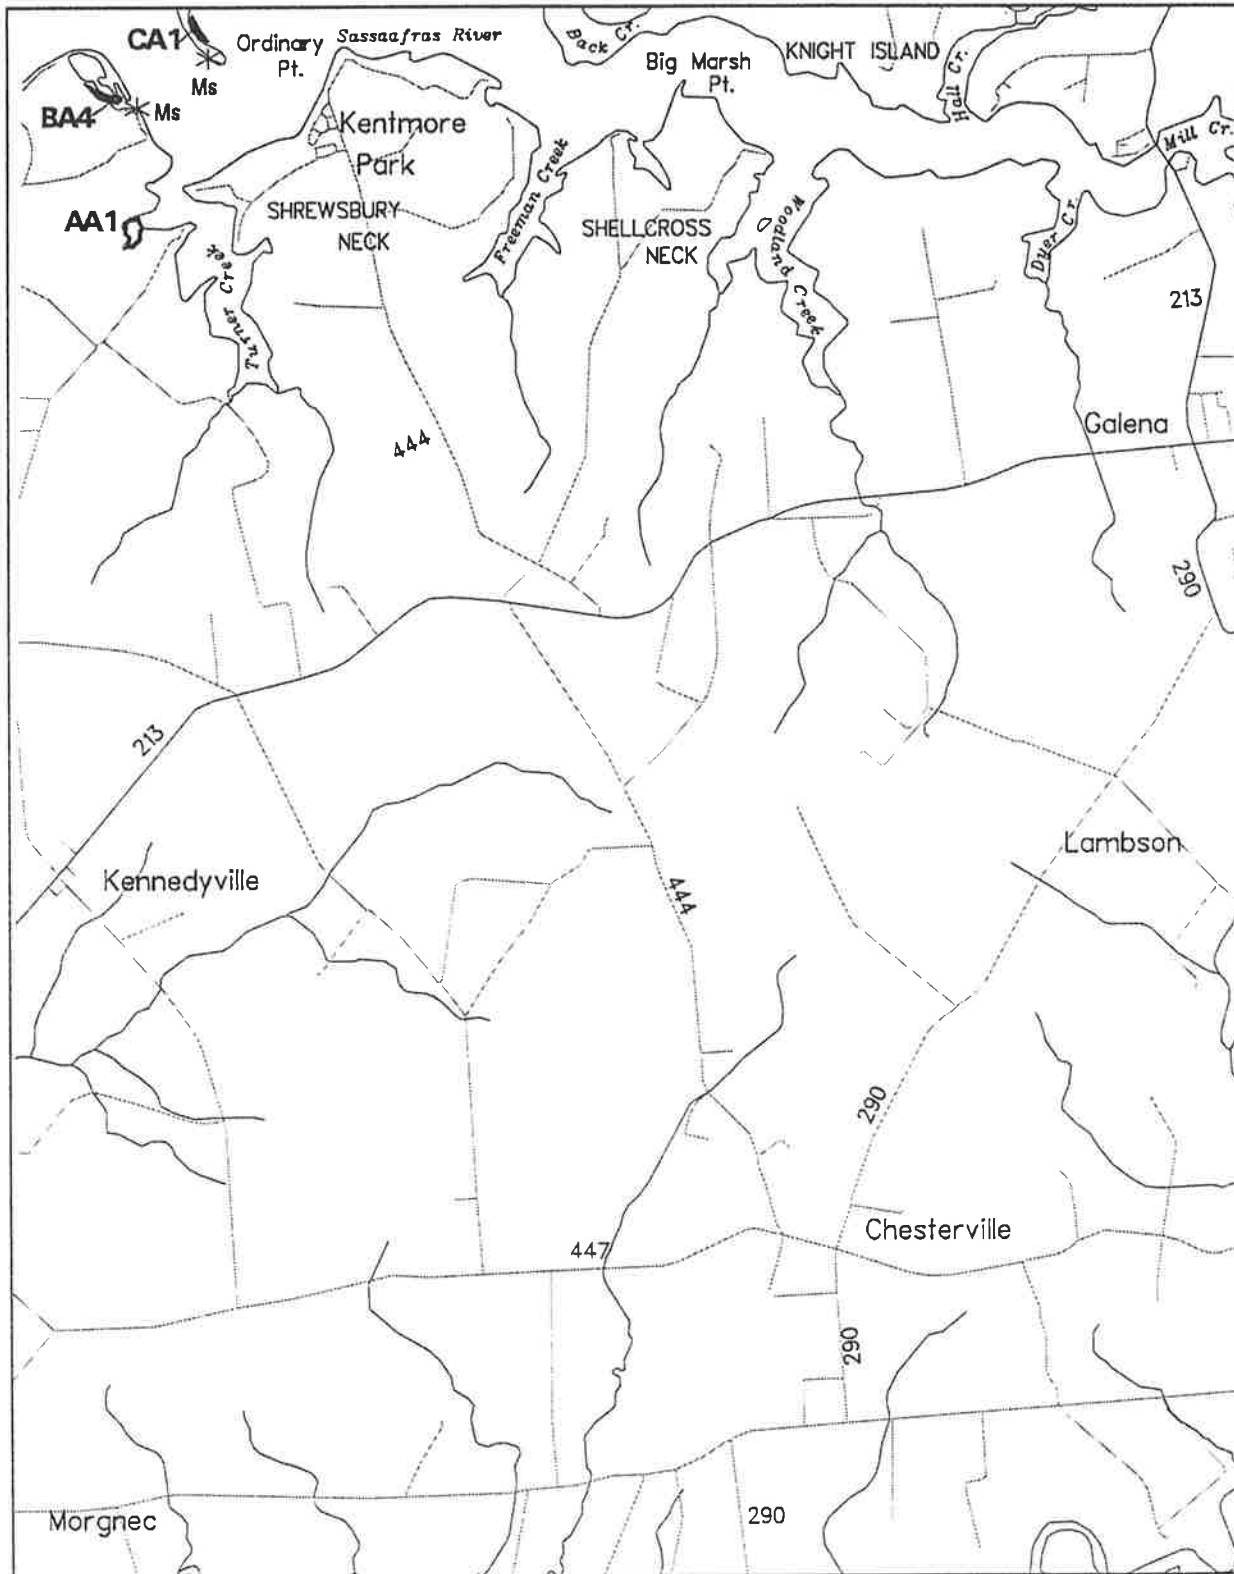 CA1
Ms
Ordinary
Pt.
Sassaafras River
Back Cr.
Big Marsh
Pt.
KNIGHT ISLAND
Hall Cr.
Mill Cr.
BA4
Ms
Kentmore
Park
AA1
SHREWSBURY
NECK
Freeman Creek
SHELLCROSS
NECK
Woodland Creek
Dyer Cr.
Turner Creek
213
444
Galena
290
213
Kennedyville
444
Lambson
290
447
Chesterville
290
290
Morgnec